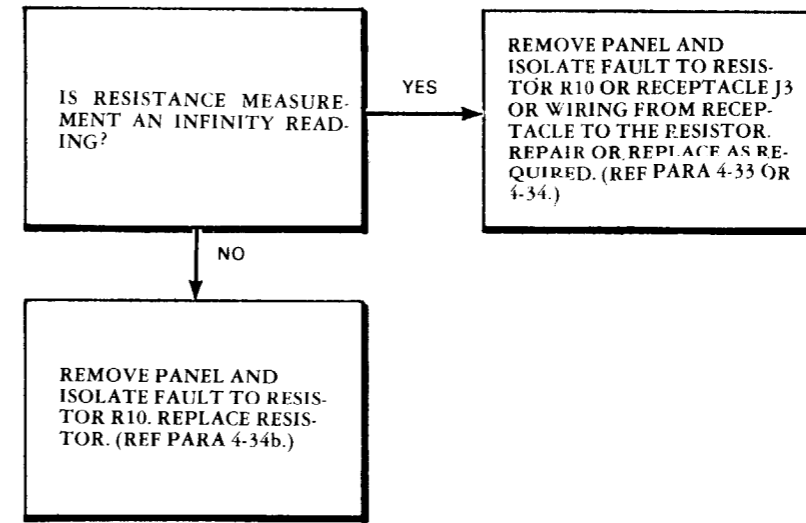 IS RESISTANCE MEASURE-
MENT AN INFINITY READ-
ING?
YES
REMOVE PANEL AND
ISOLATE FAULT TO RESIS-
TOR R10 OR RECEPTACLE J3
OR WIRING FROM RECEP-
TACLE TO THE RESISTOR.
REPAIR OR REPLACE AS RE-
QUIRED. (REF PARA 4-33 OR
4-34.)
NO
REMOVE PANEL AND
ISOLATE FAULT TO RESIS-
TOR R10. REPLACE RESIS-
TOR. (REF PARA 4-34b.)